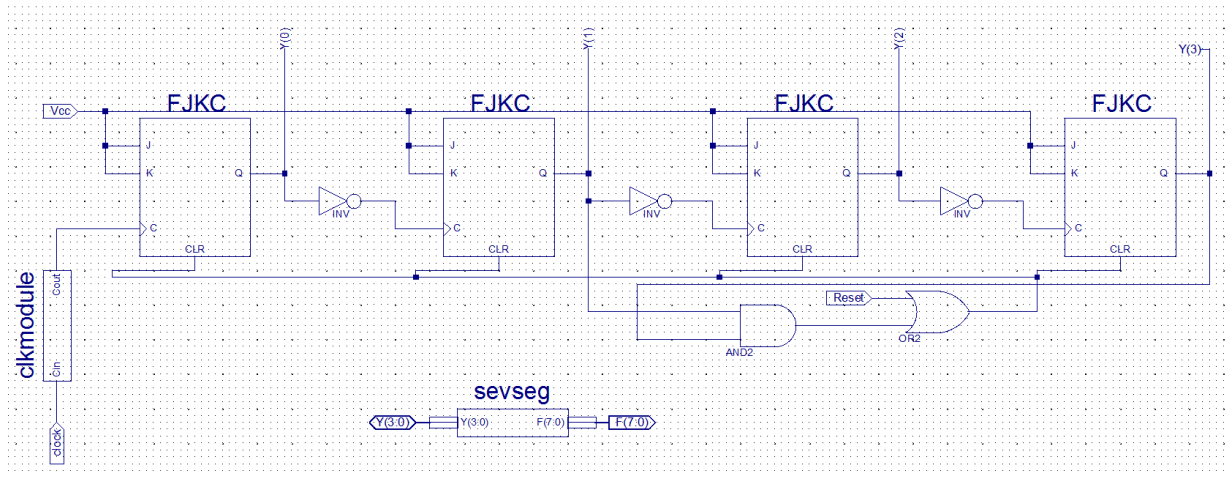 Y(0)
Y(1)
Y(2)
Y(3)
Vcc
FJKC
FJKC
FJKC
FJKC
J
J
J
J
K
Q
K
Q
K
Q
K
Q
INV
INV
INV
C
C
C
C
CLR
CLR
CLR
CLR
clkmodule
Cout
Cin
clock
Reset
AND2
OR2
sevseg
Y(3:0)
Y(3:0)
F(7:0)
F(7:0)